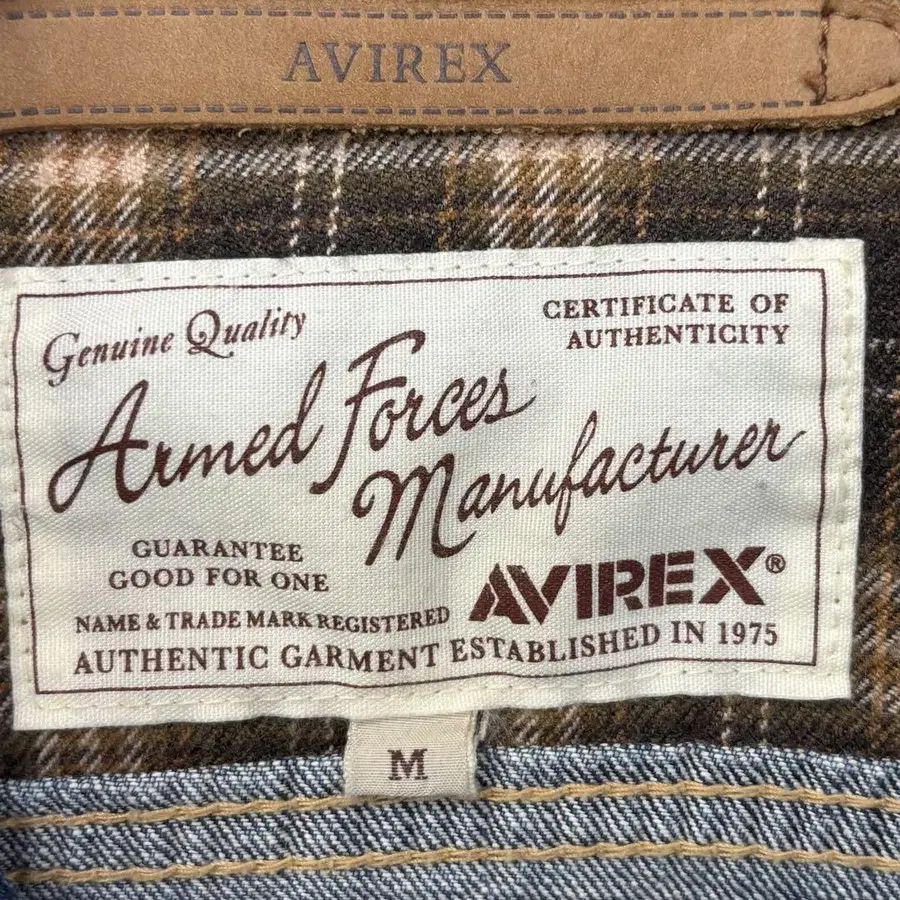 AVIREX
Genuine Quality
CERTIFICATE OF
AUTHENTICITY
Armed Forces
Manufacturer
GUARANTEE
GOOD FOR ONE
AVIREX®
NAME & TRADE MARK REGISTERED
AUTHENTIC GARMENT ESTABLISHED IN 1975
M